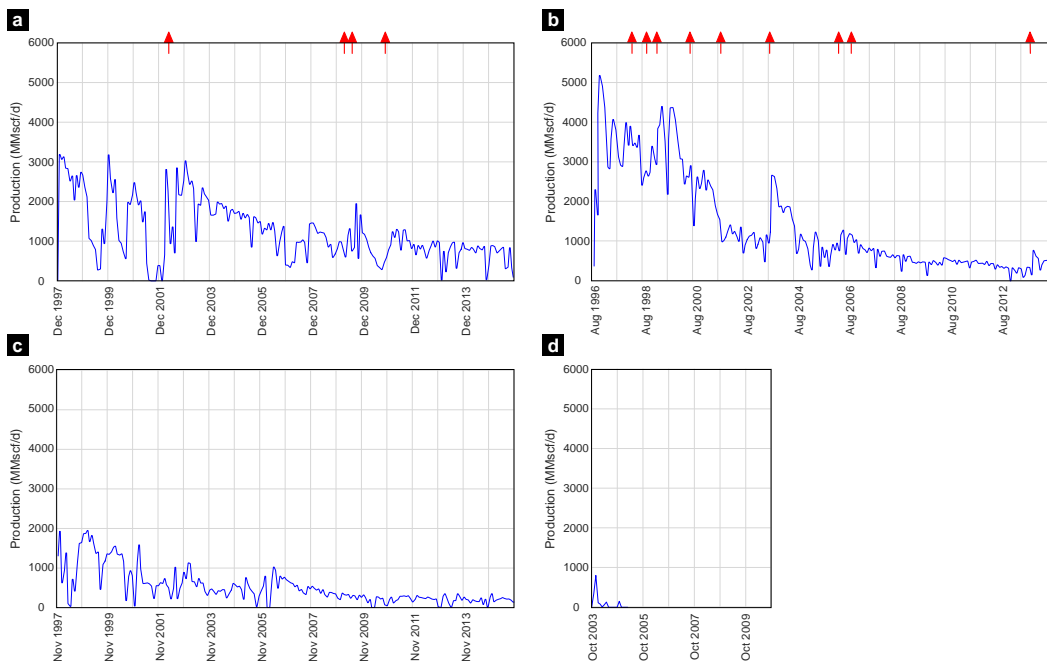 a
Production (MMscf/d)
6000
5000
4000
3000
2000
1000
0
Dec 1997
Dec 1999
Dec 2001
Dec 2003
Dec 2005
Dec 2007
Dec 2009
Dec 2011
Dec 2013
b
Production (MMscf/d)
6000
5000
4000
3000
2000
1000
0
Aug 1996
Aug 1998
Aug 2000
Aug 2002
Aug 2004
Aug 2006
Aug 2008
Aug 2010
Aug 2012
c
Production (MMscf/d)
6000
5000
4000
3000
2000
1000
0
Nov 1997
Nov 1999
Nov 2001
Nov 2003
Nov 2005
Nov 2007
Nov 2009
Nov 2011
Nov 2013
d
Production (MMscf/d)
6000
5000
4000
3000
2000
1000
0
Oct 2003
Oct 2005
Oct 2007
Oct 2009